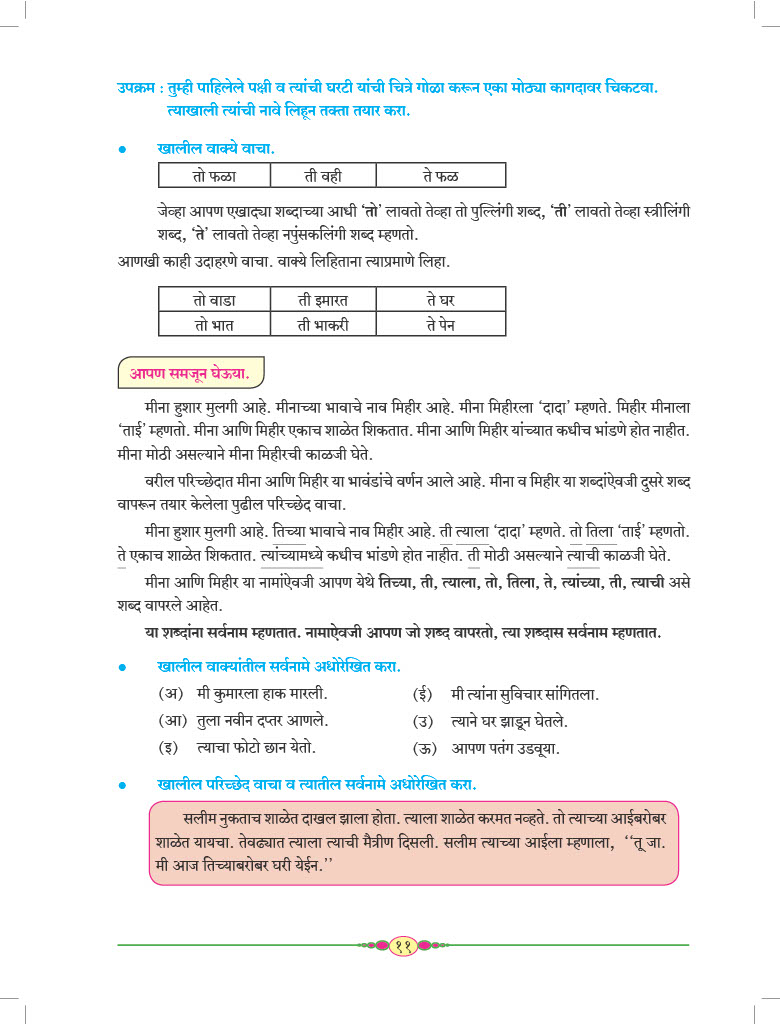 उपक्रम : तुम्ही पाहिलेले पक्षी व त्यांची घरटी यांची चित्रे गोळा करून एका मोठ्या कागदावर चिकटवा.
त्याखाली त्यांची नावे लिहून तक्ता तयार करा.
● खालील वाक्ये वाचा.
तो फळा ती वही ते फळ
जेव्हा आपण एखाद्या शब्दाच्या आधी ‘तो’ लावतो तेव्हा तो पुल्लिंगी शब्द, ‘ती’ लावतो तेव्हा स्त्रीलिंगी
शब्द, ‘ते’ लावतो तेव्हा नपुंसकलिंगी शब्द म्हणतो.
आणखी काही उदाहरणे वाचा. वाक्ये लिहिताना त्याप्रमाणे लिहा.
तो वाडा ती इमारत ते घर
तो भात ती भाकरी ते पेन
आपण समजून घेऊया.
मीना हुशार मुलगी आहे. मीनाच्या भावाचे नाव मिहीर आहे. मीना मिहीरला ‘दादा’ म्हणते. मिहीर मीनाला
‘ताई’ म्हणतो. मीना आणि मिहीर एकाच शाळेत शिकतात. मीना आणि मिहीर यांच्यात कधीच भांडणे होत नाहीत.
मीना मोठी असल्याने मीना मिहीरची काळजी घेते.
वरील परिच्छेदात मीना आणि मिहीर या भावंडांचे वर्णन आले आहे. मीना व मिहीर या शब्दांऐवजी दुसरे शब्द
वापरून तयार केलेला पुढील परिच्छेद वाचा.
मीना हुशार मुलगी आहे. तिच्या भावाचे नाव मिहीर आहे. ती त्याला ‘दादा’ म्हणते. तो तिला ‘ताई’ म्हणतो.
ते एकाच शाळेत शिकतात. त्यांच्यामध्ये कधीच भांडणे होत नाहीत. ती मोठी असल्याने त्याची काळजी घेते.
मीना आणि मिहीर या नामांऐवजी आपण येथे तिच्या, ती, त्याला, तो, तिला, ते, त्यांच्या, ती, त्याची असे
शब्द वापरले आहेत.
या शब्दांना सर्वनाम म्हणतात. नामाऐवजी आपण जो शब्द वापरतो, त्या शब्दास सर्वनाम म्हणतात.
● खालील वाक्यांतील सर्वनामे अधोरेखित करा.
(अ) मी कुमारला हाक मारली. (ई) मी त्यांना सुविचार सांगितला.
(आ) तुला नवीन दप्तर आणले. (उ) त्याने घर झाडून घेतले.
(इ) त्याचा फोटो छान येतो. (ऊ) आपण पतंग उडवूया.
● खालील परिच्छेद वाचा व त्यातील सर्वनामे अधोरेखित करा.
सलीम नुकताच शाळेत दाखल झाला होता. त्याला शाळेत करमत नव्हते. तो त्याच्या आईबरोबर
शाळेत यायचा. तेवढ्यात त्याला त्याची मैत्रीण दिसली. सलीम त्याच्या आईला म्हणाला, ‘‘तू जा.
मी आज तिच्याबरोबर घरी येईन.’’
११